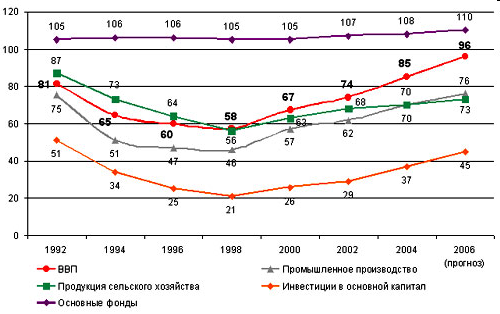 105 106 106 105 105 107 108 110
120
100
80
60
40
20
0
87 73 64 56 63 68 70 73
81 65 60 58 67 74 85 96
75 51 47 46 57 62 70 76
51 34 25 21 26 29 37 45
1992 1994 1996 1998 2000 2002 2004 2006
(прогноз)
ВВП Промышленное производство
Продукция сельского хозяйства Инвестиции в основной капитал
Основные фонды